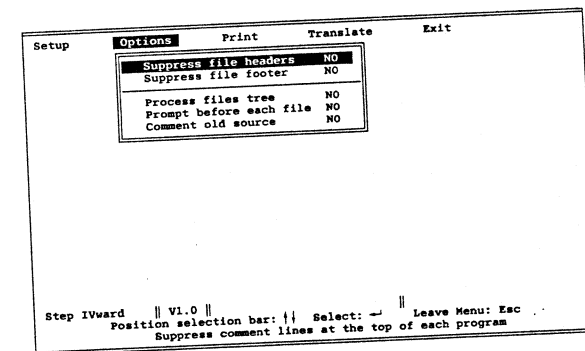 Setup Options Print Translate Exit
Suppress file headers NO
Suppress file footer NO
Process files tree NO
Prompt before each file NO
Comment old source NO
Step IVward ‖ V1.0 ‖ ‖
Position selection bar: ↑↓ Select: ↵ Leave Menu: Esc
Suppress comment lines at the top of each program